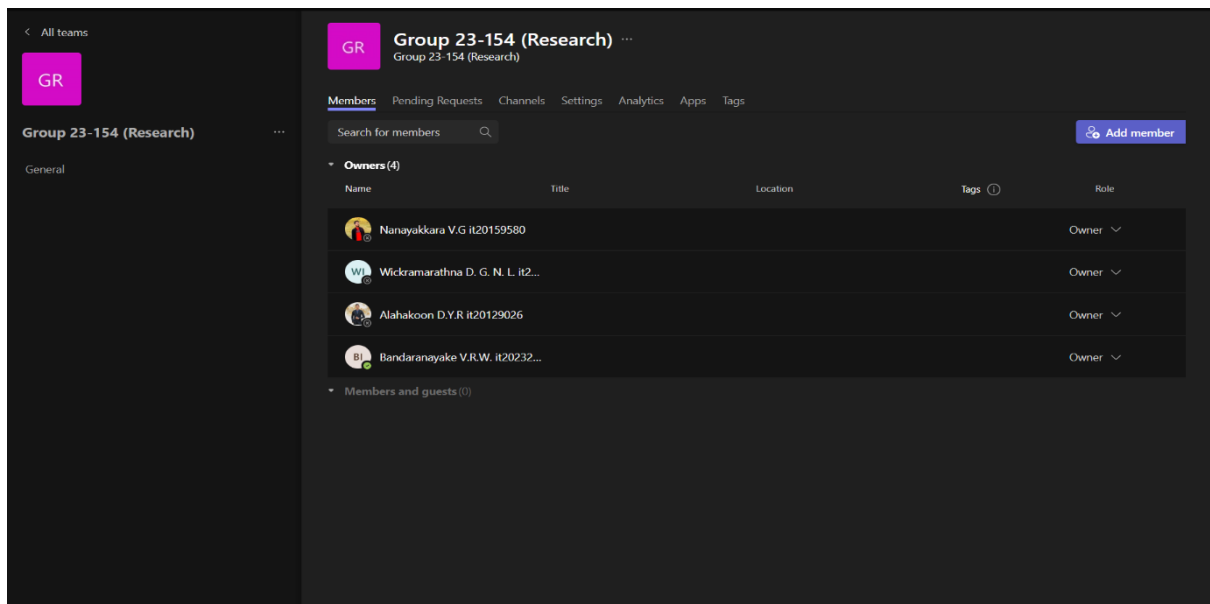 All teams
GR
Group 23-154 (Research) ...
General
GR
Group 23-154 (Research) ...
Group 23-154 (Research)
Members Pending Requests Channels Settings Analytics Apps Tags
Search for members
Add member
Owners (4)
Name Title Location Tags Role
Nanayakkara V.G it20159580 Owner
WI Wickramarathna D. G. N. L. it2... Owner
Alahakoon D.Y.R it20129026 Owner
BI Bandaranayake V.R.W. it20232... Owner
Members and guests (0)